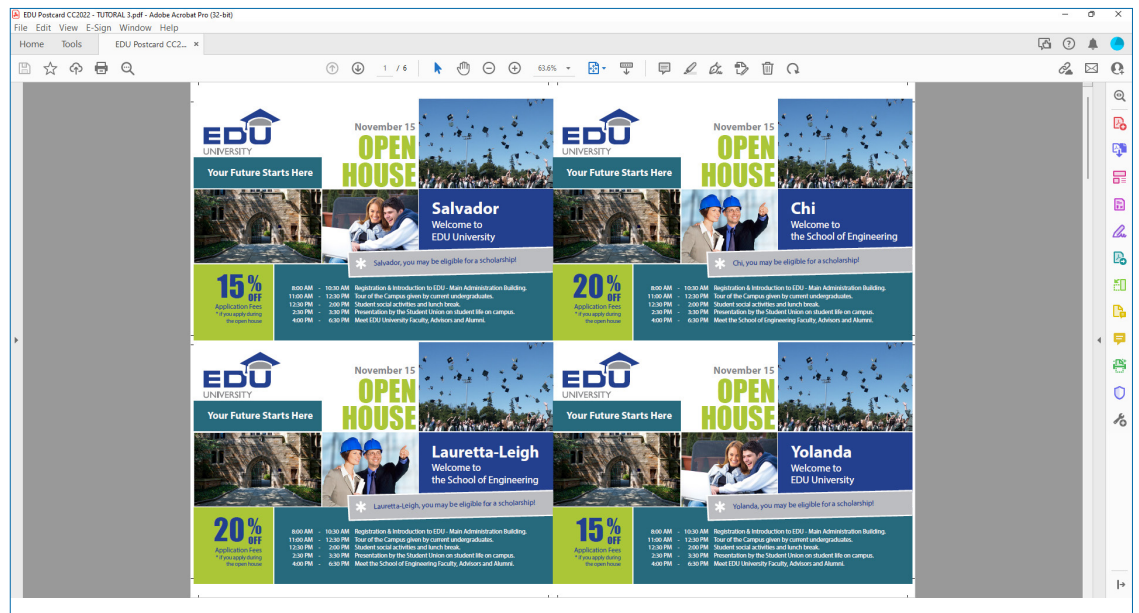 EDU Postcard CC2022 - TUTORAL 3.pdf - Adobe Acrobat Pro (32-bit)
File Edit View E-Sign Window Help
Home Tools EDU Postcard CC2... ×
1 / 6 63.6%
EDU
UNIVERSITY
Your Future Starts Here
November 15
OPEN
HOUSE
Salvador
Welcome to
EDU University
* Salvador, you may be eligible for a scholarship!
15%
OFF
Application Fees
* if you apply during
the open house
8:00 AM - 10:30 AM Registration & Introduction to EDU - Main Administration Building.
11:00 AM - 12:30 PM Tour of the Campus given by current undergraduates.
12:30 PM - 2:00 PM Student social activities and lunch break.
2:30 PM - 3:30 PM Presentation by the Student Union on student life on campus.
4:00 PM - 6:30 PM Meet EDU University Faculty, Advisors and Alumni.
EDU
UNIVERSITY
Your Future Starts Here
November 15
OPEN
HOUSE
Chi
Welcome to
the School of Engineering
* Chi, you may be eligible for a scholarship!
20%
OFF
Application Fees
* if you apply during
the open house
8:00 AM - 10:30 AM Registration & Introduction to EDU - Main Administration Building.
11:00 AM - 12:30 PM Tour of the Campus given by current undergraduates.
12:30 PM - 2:00 PM Student social activities and lunch break.
2:30 PM - 3:30 PM Presentation by the Student Union on student life on campus.
4:00 PM - 6:30 PM Meet the School of Engineering Faculty, Advisors and Alumni.
EDU
UNIVERSITY
Your Future Starts Here
November 15
OPEN
HOUSE
Lauretta-Leigh
Welcome to
the School of Engineering
* Lauretta-Leigh, you may be eligible for a scholarship!
20%
OFF
Application Fees
* if you apply during
the open house
8:00 AM - 10:30 AM Registration & Introduction to EDU - Main Administration Building.
11:00 AM - 12:30 PM Tour of the Campus given by current undergraduates.
12:30 PM - 2:00 PM Student social activities and lunch break.
2:30 PM - 3:30 PM Presentation by the Student Union on student life on campus.
4:00 PM - 6:30 PM Meet the School of Engineering Faculty, Advisors and Alumni.
EDU
UNIVERSITY
Your Future Starts Here
November 15
OPEN
HOUSE
Yolanda
Welcome to
EDU University
* Yolanda, you may be eligible for a scholarship!
15%
OFF
Application Fees
* if you apply during
the open house
8:00 AM - 10:30 AM Registration & Introduction to EDU - Main Administration Building.
11:00 AM - 12:30 PM Tour of the Campus given by current undergraduates.
12:30 PM - 2:00 PM Student social activities and lunch break.
2:30 PM - 3:30 PM Presentation by the Student Union on student life on campus.
4:00 PM - 6:30 PM Meet EDU University Faculty, Advisors and Alumni.